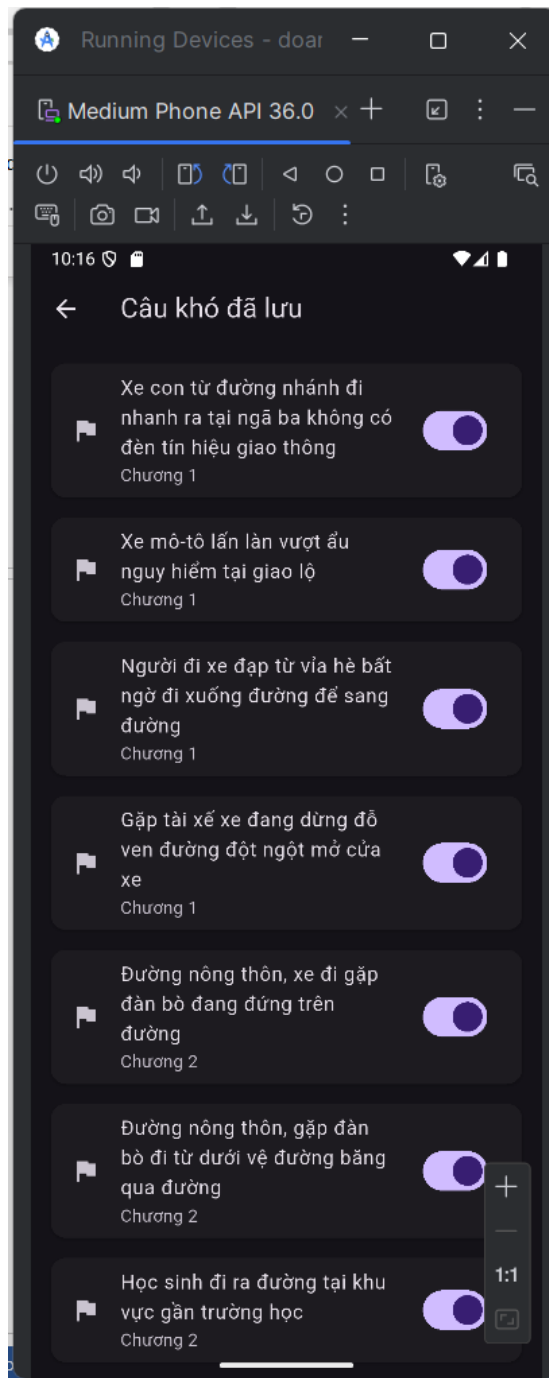 Running Devices - doar
Medium Phone API 36.0
10:16
Câu khó đã lưu
Xe con từ đường nhánh đi
nhanh ra tại ngã ba không có
đèn tín hiệu giao thông
Chương 1
Xe mô-tô lấn làn vượt ẩu
nguy hiểm tại giao lộ
Chương 1
Người đi xe đạp từ vỉa hè bất
ngờ đi xuống đường để sang
đường
Chương 1
Gặp tài xế xe đang dừng đỗ
ven đường đột ngột mở cửa
xe
Chương 1
Đường nông thôn, xe đi gặp
đàn bò đang đứng trên
đường
Chương 2
Đường nông thôn, gặp đàn
bò đi từ dưới vệ đường băng
qua đường
Chương 2
1:1
Học sinh đi ra đường tại khu
vực gần trường học
Chương 2